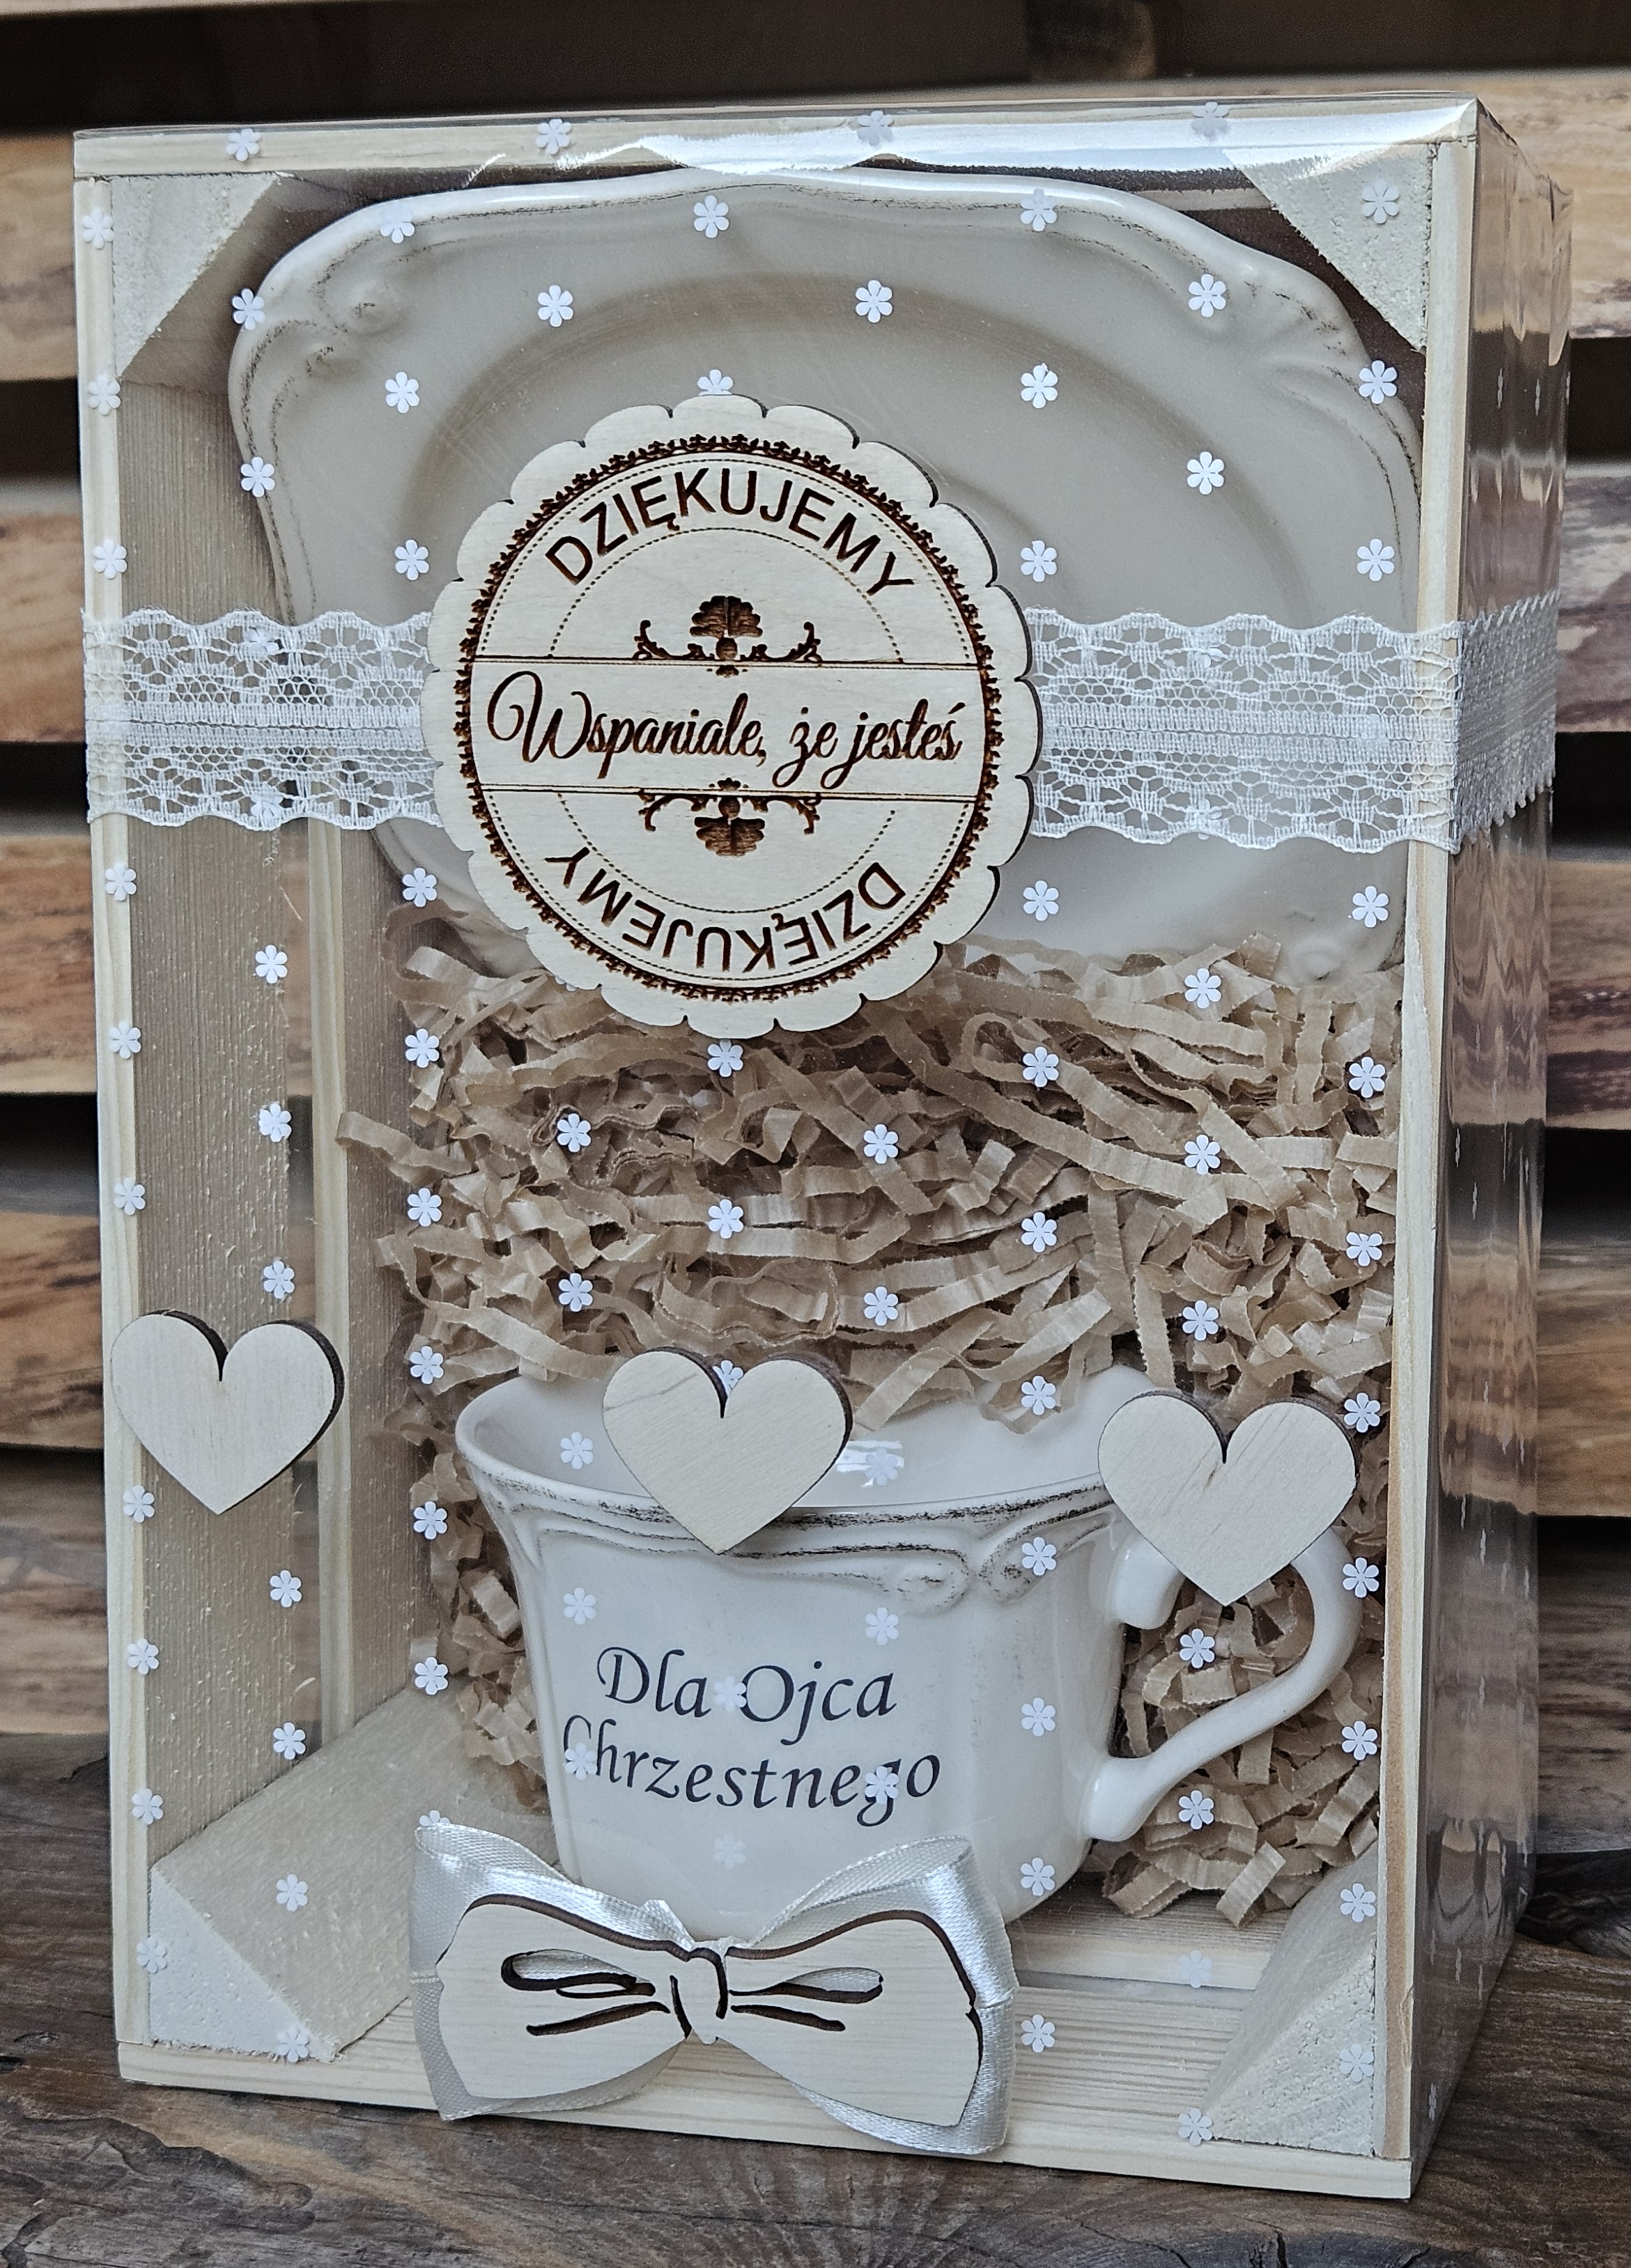 DZIĘKUJEMY
Wspaniale, że jesteś
DZIĘKUJEMY
Dla Ojca
Chrzestnego